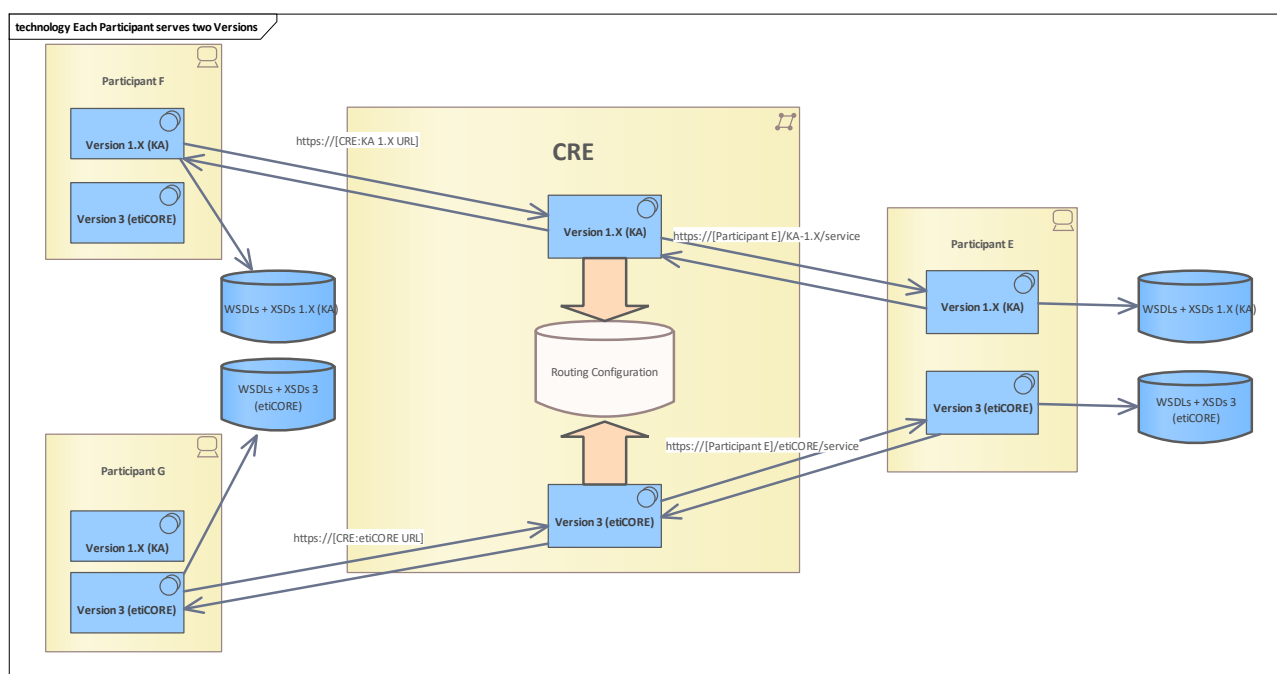 technology Each Participant serves two Versions
Participant F
Version 1.X (KA)
Version 3 (etiCORE)
https://[CRE:KA 1.X URL]
CRE
Version 1.X (KA)
https://[Participant E]/KA-1.X/service
Participant E
Version 1.X (KA)
WSDLs + XSDs 1.X (KA)
WSDLs + XSDs 1.X (KA)
Routing Configuration
WSDLs + XSDs 3
(etiCORE)
Version 3 (etiCORE)
WSDLs + XSDs 3
(etiCORE)
https://[Participant E]/etiCORE/service
Participant G
Version 1.X (KA)
Version 3 (etiCORE)
https://[CRE:etiCORE URL]
Version 3 (etiCORE)